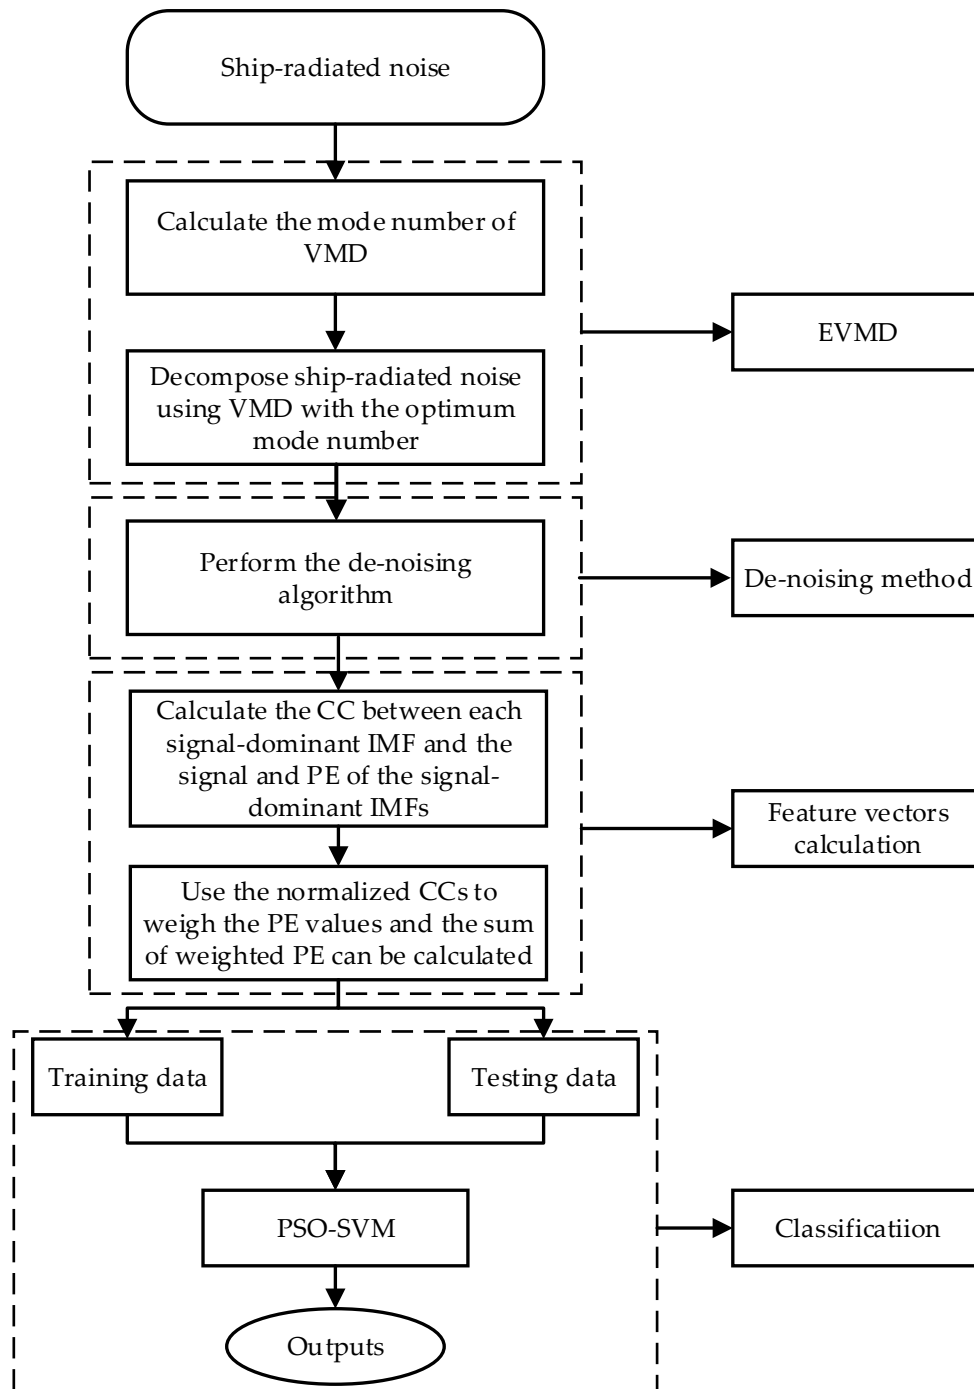 Ship-radiated noise
Calculate the mode number of
VMD
EVMD
Decompose ship-radiated noise
using VMD with the optimum
mode number
Perform the de-noising
algorithm
De-noising method
Calculate the CC between each
signal-dominant IMF and the
signal and PE of the signal-
dominant IMFs
Feature vectors
calculation
Use the normalized CCs to
weigh the PE values and the sum
of weighted PE can be calculated
Training data
Testing data
PSO-SVM
Classificatiion
Outputs